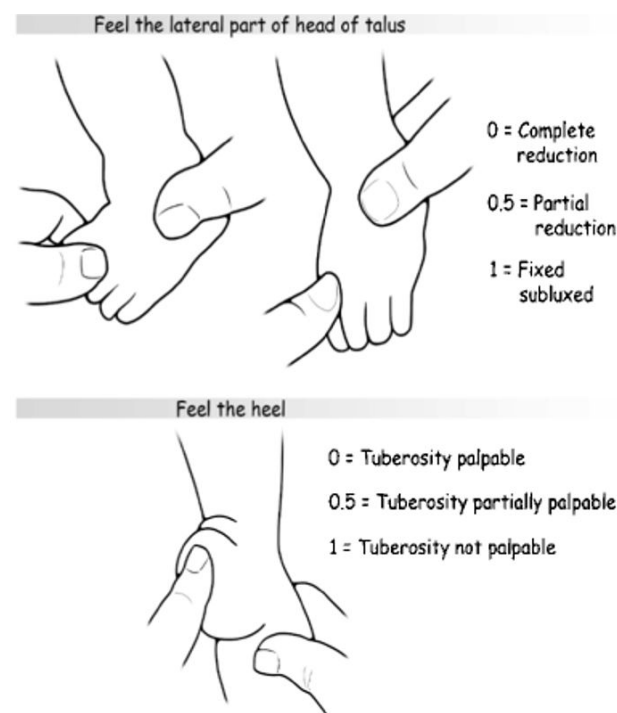 Feel the lateral part of head of talus
0 = Complete
reduction
0.5 = Partial
reduction
1 = Fixed
subluxed
Feel the heel
0 = Tuberosity palpable
0.5 = Tuberosity partially palpable
1 = Tuberosity not palpable